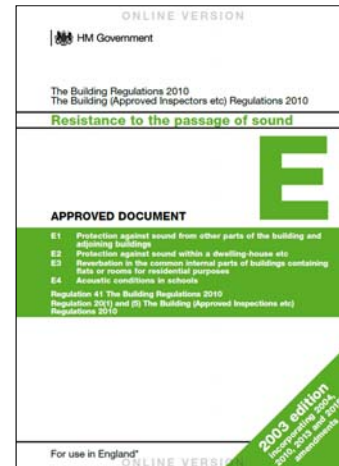 ONLINE VERSION
HM Government
The Building Regulations 2010
The Building (Approved Inspectors etc) Regulations 2010
Resistance to the passage of sound
E
APPROVED DOCUMENT
E1 Protection against sound from other parts of the building and
adjoining buildings
E2 Protection against sound within a dwelling-house etc
E3 Reverbation in the common internal parts of buildings containing
flats or rooms for residential purposes
E4 Acoustic conditions in schools
Regulation 41 The Building Regulations 2010
Regulation 20(1) and (5) The Building (Approved Inspections etc)
Regulations 2010
2003 edition
incorporating 2004,
2010, 2013 and 2015
amendments
For use in England*
ONLINE VERSION